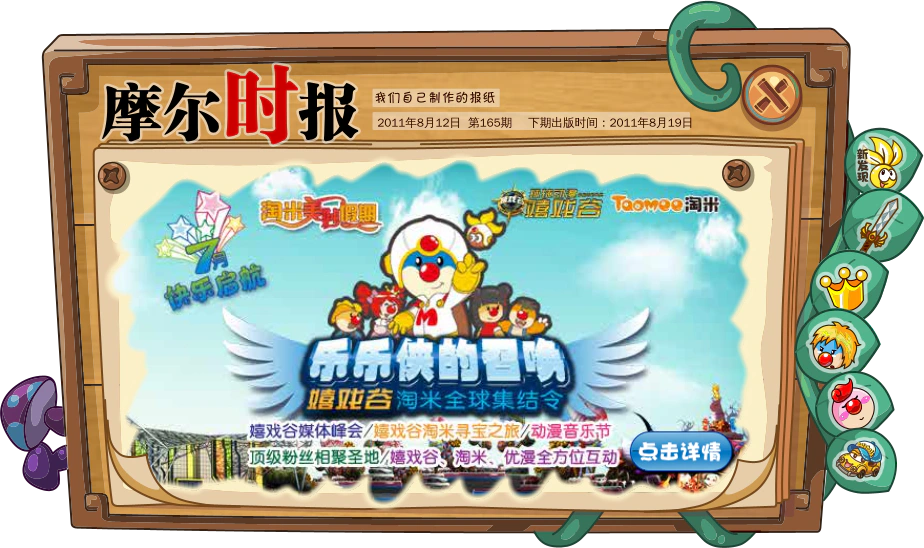 摩尔时报
我们自己制作的报纸
2011年8月12日 第165期 下期出版时间：2011年8月19日
新发现
淘米美利假期
嬉戏谷
Taomee淘米
7月
快乐启航
M
乐乐侠的召唤
嬉戏谷淘米全球集结令
嬉戏谷媒体峰会/嬉戏谷淘米寻宝之旅/动漫音乐节
顶级粉丝相聚圣地/嬉戏谷、淘米、优漫全方位互动
点击详情